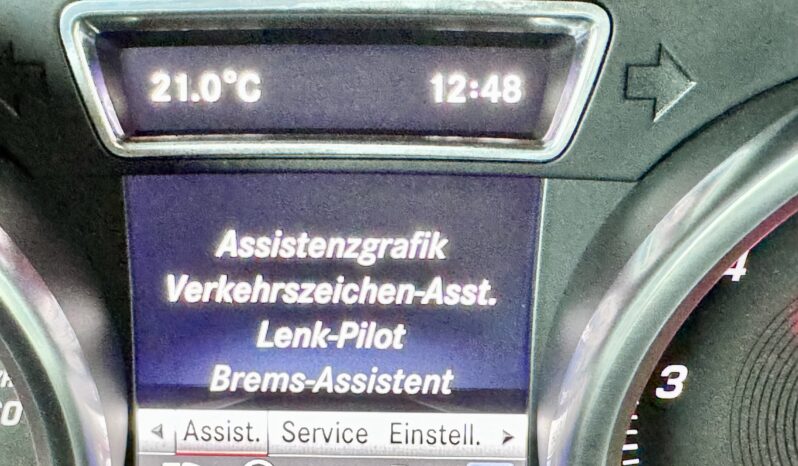 21.0°C 12:48
Assistenzgrafik
Verkehrszeichen-Asst.
Lenk-Pilot
Brems-Assistent
Assist. Service Einstell.
4
3